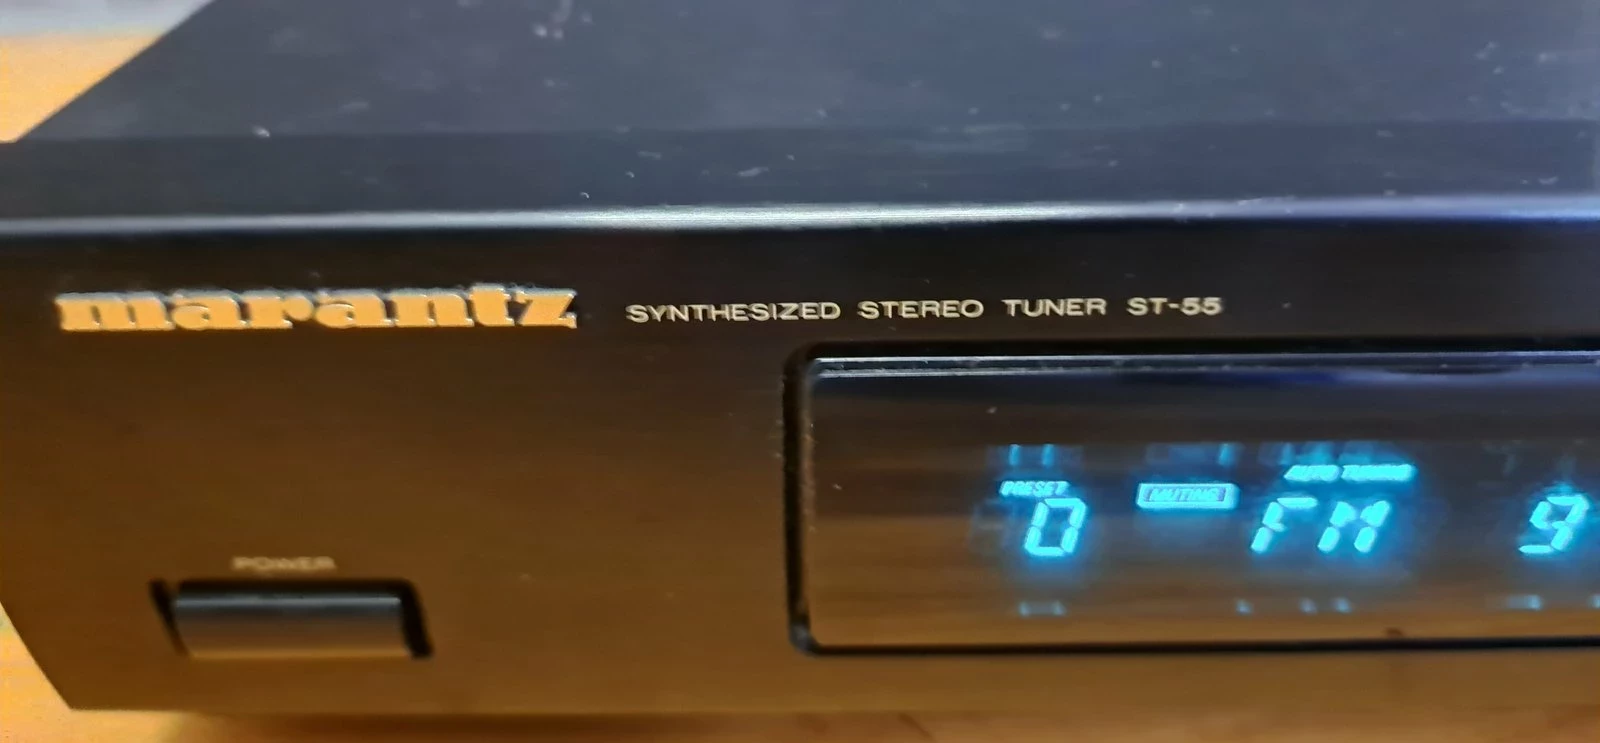 marantz SYNTHESIZED STEREO TUNER ST-55
AUTO TUNING
PRESET MUTING
0 FM 9
POWER